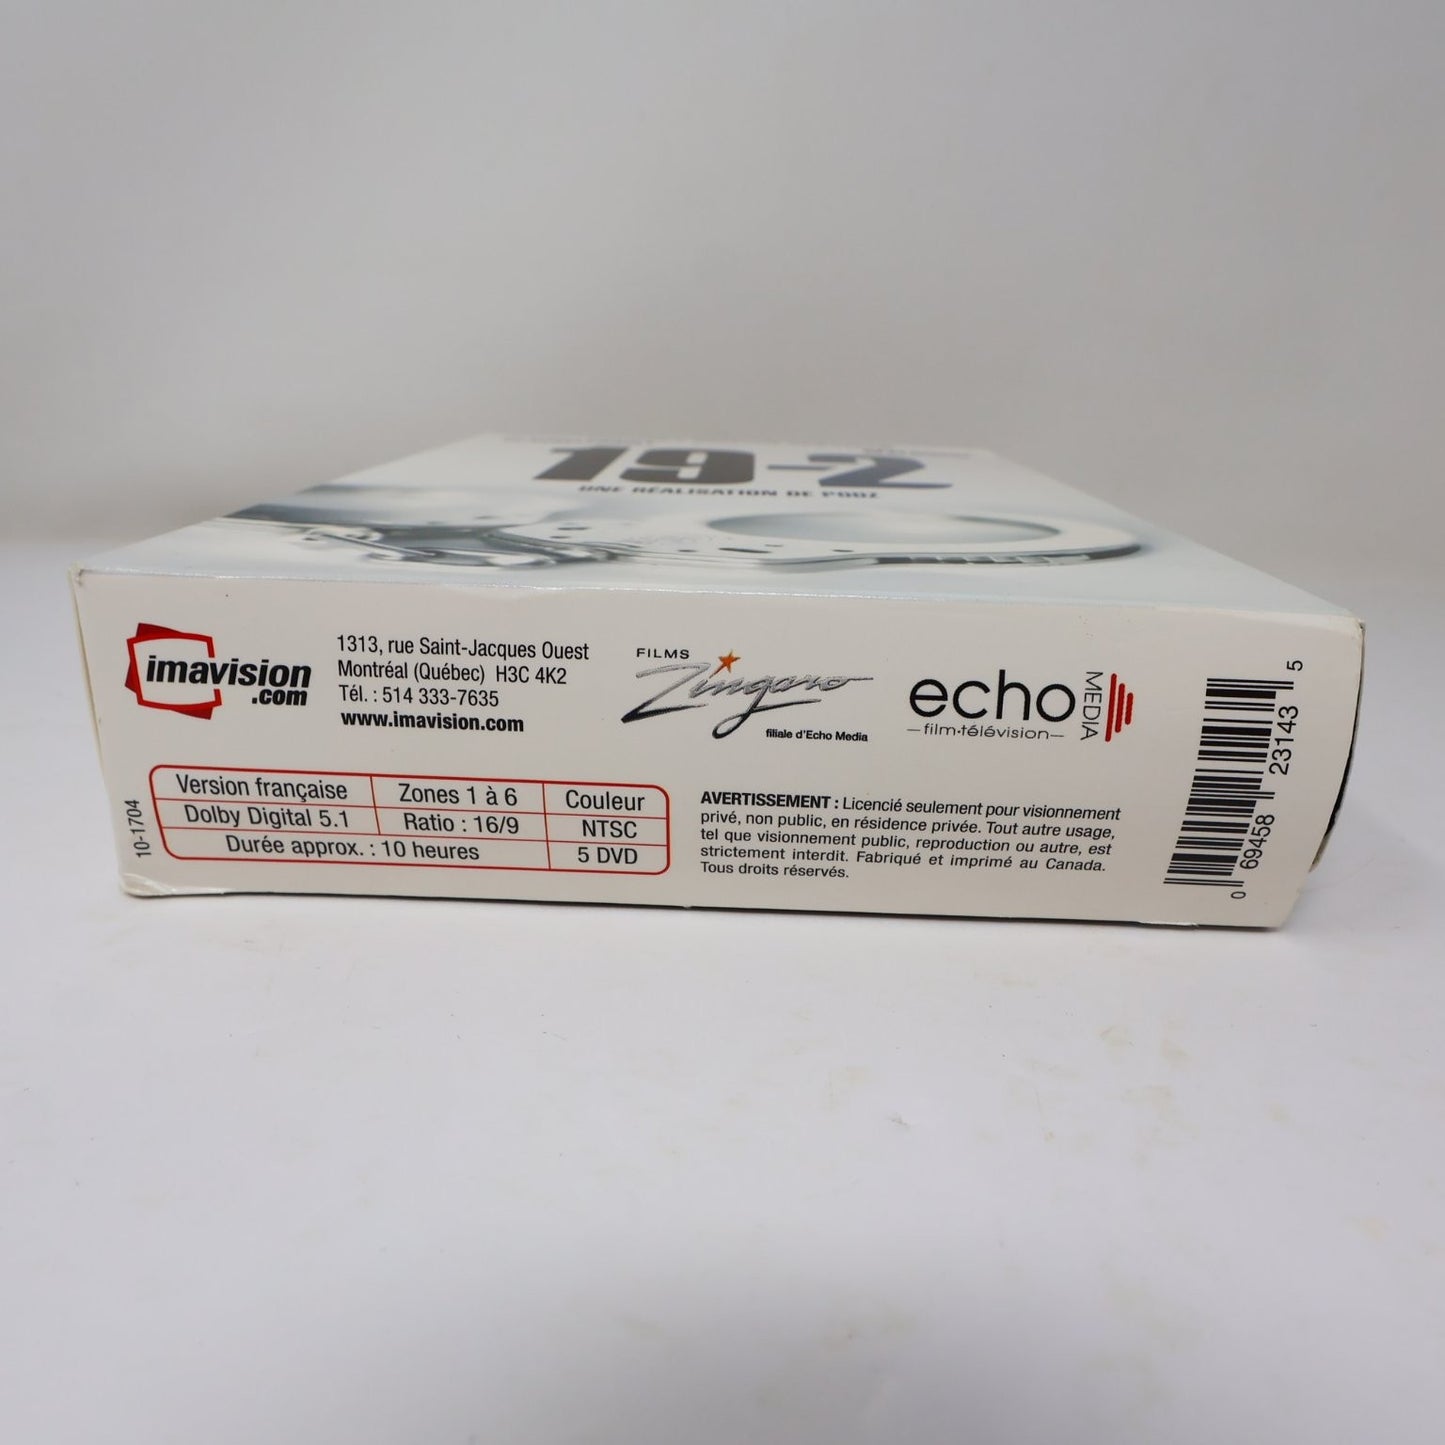 19-2
UNE RÉALISATION DE PODZ
imavision
.com
1313, rue Saint-Jacques Ouest
Montréal (Québec) H3C 4K2
Tél. : 514 333-7635
www.imavision.com
FILMS
Zingaro
filiale d'Echo Media
echo
MEDIA
film•télévision
10-1704
Version française
Zones 1 à 6
Couleur
Dolby Digital 5.1
Ratio : 16/9
NTSC
Durée approx. : 10 heures
5 DVD
AVERTISSEMENT : Licencié seulement pour visionnement
privé, non public, en résidence privée. Tout autre usage,
tel que visionnement public, reproduction ou autre, est
strictement interdit. Fabriqué et imprimé au Canada.
Tous droits réservés.
0 69458 23143 5